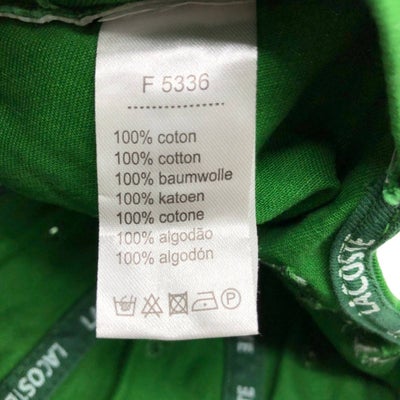 F 5336
100% coton
100% cotton
100% baumwolle
100% katoen
100% cotone
100% algodão
100% algodón
P
LACOSTE
LACOSTE